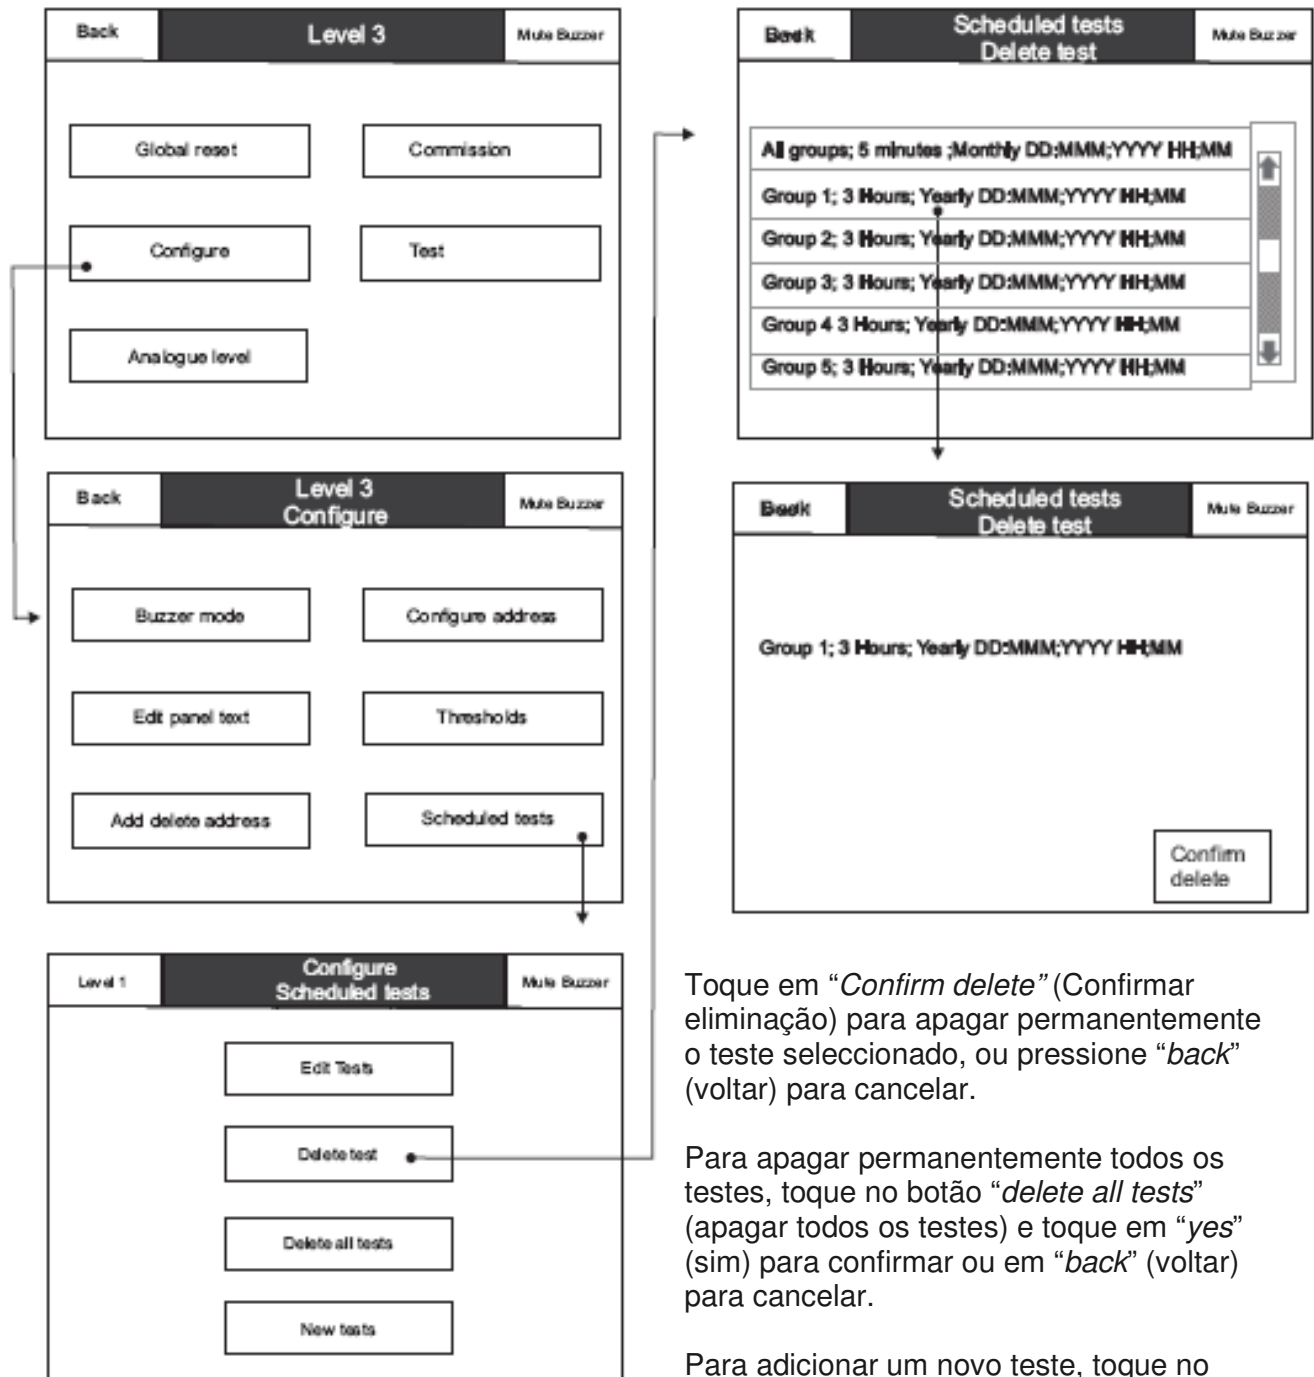 Back
Level 3
Mute Buzzer
Global reset
Commission
Configure
Test
Analogue level
Back
Level 3
Configure
Mute Buzzer
Buzzer mode
Configure address
Edit panel text
Thresholds
Add delete address
Scheduled tests
Level 1
Configure
Scheduled tests
Mute Buzzer
Edit Tests
Delete test
Delete all tests
New tests
Back
Scheduled tests
Delete test
Mute Buzzer
All groups; 5 minutes ;Monthly DD:MMM;YYYY HH;MM
Group 1; 3 Hours; Yearly DD:MMM;YYYY HH;MM
Group 2; 3 Hours; Yearly DD:MMM;YYYY HH;MM
Group 3; 3 Hours; Yearly DD:MMM;YYYY HH;MM
Group 4 3 Hours; Yearly DD:MMM;YYYY HH;MM
Group 5; 3 Hours; Yearly DD:MMM;YYYY HH;MM
Back
Scheduled tests
Delete test
Mute Buzzer
Group 1; 3 Hours; Yearly DD:MMM;YYYY HH;MM
Confirm
delete
Toque em “Confirm delete” (Confirmar
eliminação) para apagar permanentemente
o teste seleccionado, ou pressione “back”
(voltar) para cancelar.
Para apagar permanentemente todos os
testes, toque no botão “delete all tests”
(apagar todos os testes) e toque em “yes”
(sim) para confirmar ou em “back” (voltar)
para cancelar.
Para adicionar um novo teste, toque no